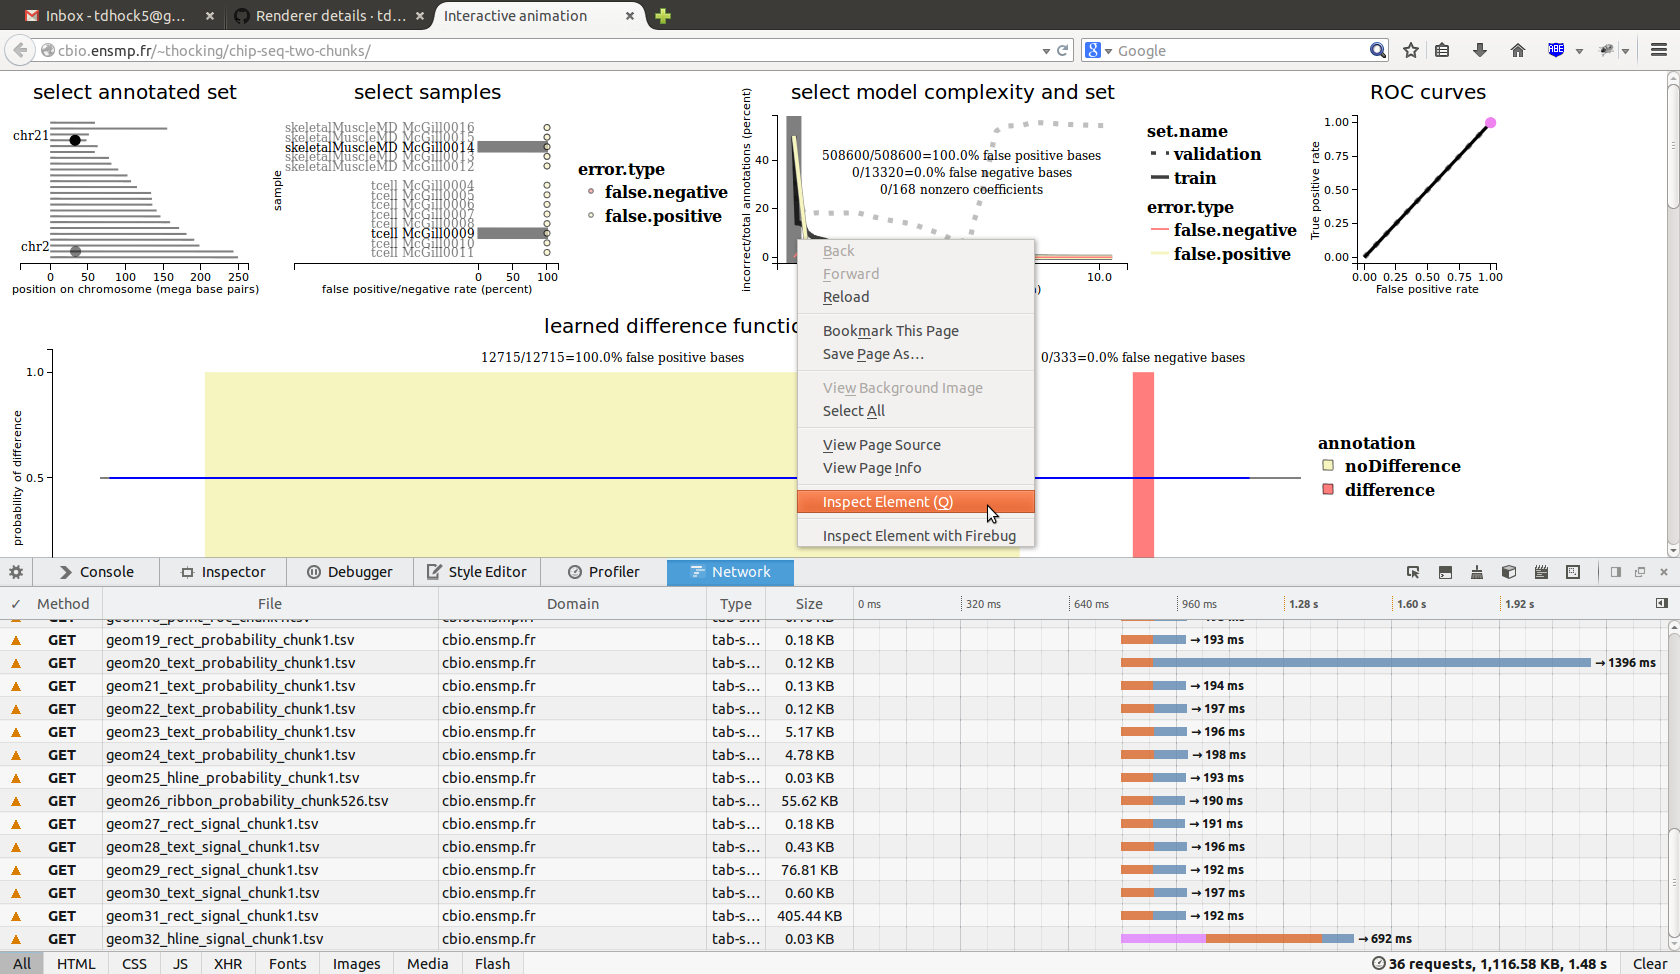 Inbox - tdhock5@g...
Renderer details · td...
Interactive animation
cbio.ensmp.fr/~thocking/chip-seq-two-chunks/
8
Google
ABE
select annotated set
chr21
chr2
0 50 100 150 200 250
position on chromosome (mega base pairs)
select samples
sample
skeletalMuscleMD McGill0016
skeletalMuscleMD McGill0015
skeletalMuscleMD McGill0014
skeletalMuscleMD McGill0013
skeletalMuscleMD McGill0012
tcell McGill0004
tcell McGill0005
tcell McGill0006
tcell McGill0007
tcell McGill0008
tcell McGill0009
tcell McGill0010
tcell McGill0011
0 50 100
false positive/negative rate (percent)
error.type
false.negative
false.positive
select model complexity and set
incorrect/total annotations (percent)
40
20
0
508600/508600=100.0% false positive bases
0/13320=0.0% false negative bases
0/168 nonzero coefficients
10.0
set.name
validation
train
error.type
false.negative
false.positive
ROC curves
True positive rate
1.00
0.75
0.50
0.25
0.00
0.00 0.25 0.50 0.75 1.00
False positive rate
learned difference functio
12715/12715=100.0% false positive bases
0/333=0.0% false negative bases
probability of difference
1.0
0.5
annotation
noDifference
difference
Back
Forward
Reload
Bookmark This Page
Save Page As...
View Background Image
Select All
View Page Source
View Page Info
Inspect Element (Q)
Inspect Element with Firebug
Console Inspector Debugger Style Editor Profiler Network
✓ Method File Domain Type Size 0 ms 320 ms 640 ms 960 ms 1.28 s 1.60 s 1.92 s
GET geom19_rect_probability_chunk1.tsv cbio.ensmp.fr tab-s... 0.18 KB → 193 ms
GET geom20_text_probability_chunk1.tsv cbio.ensmp.fr tab-s... 0.12 KB → 1396 ms
GET geom21_text_probability_chunk1.tsv cbio.ensmp.fr tab-s... 0.13 KB → 194 ms
GET geom22_text_probability_chunk1.tsv cbio.ensmp.fr tab-s... 0.12 KB → 197 ms
GET geom23_text_probability_chunk1.tsv cbio.ensmp.fr tab-s... 5.17 KB → 196 ms
GET geom24_text_probability_chunk1.tsv cbio.ensmp.fr tab-s... 4.78 KB → 198 ms
GET geom25_hline_probability_chunk1.tsv cbio.ensmp.fr tab-s... 0.03 KB → 193 ms
GET geom26_ribbon_probability_chunk526.tsv cbio.ensmp.fr tab-s... 55.62 KB → 190 ms
GET geom27_rect_signal_chunk1.tsv cbio.ensmp.fr tab-s... 0.18 KB → 191 ms
GET geom28_text_signal_chunk1.tsv cbio.ensmp.fr tab-s... 0.43 KB → 196 ms
GET geom29_rect_signal_chunk1.tsv cbio.ensmp.fr tab-s... 76.81 KB → 192 ms
GET geom30_text_signal_chunk1.tsv cbio.ensmp.fr tab-s... 0.60 KB → 197 ms
GET geom31_rect_signal_chunk1.tsv cbio.ensmp.fr tab-s... 405.44 KB → 192 ms
GET geom32_hline_signal_chunk1.tsv cbio.ensmp.fr tab-s... 0.03 KB → 692 ms
All HTML CSS JS XHR Fonts Images Media Flash 36 requests, 1,116.58 KB, 1.48 s Clear